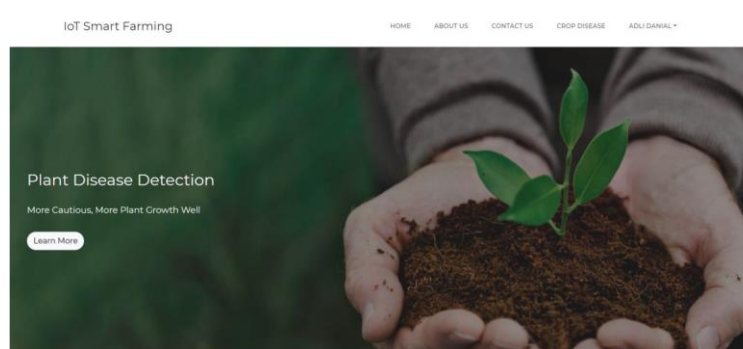 IoT Smart Farming
HOME ABOUT US CONTACT US CROP DISEASE ADLI DANIAL
Plant Disease Detection
More Cautious, More Plant Growth Well
Learn More